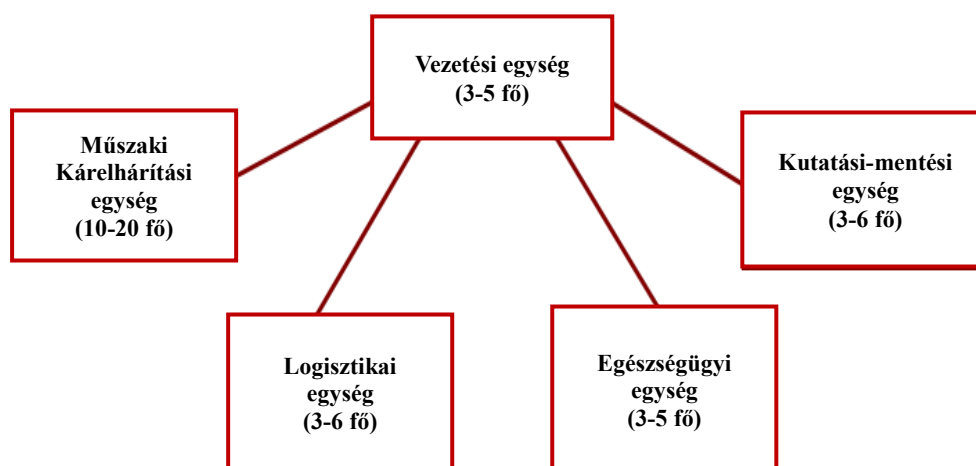 Vezetési egység
(3-5 fő)
Műszaki
Kárelhárítási
egység
(10-20 fő)
Kutatási-mentési
egység
(3-6 fő)
Logisztikai
egység
(3-6 fő)
Egészségügyi
egység
(3-5 fő)